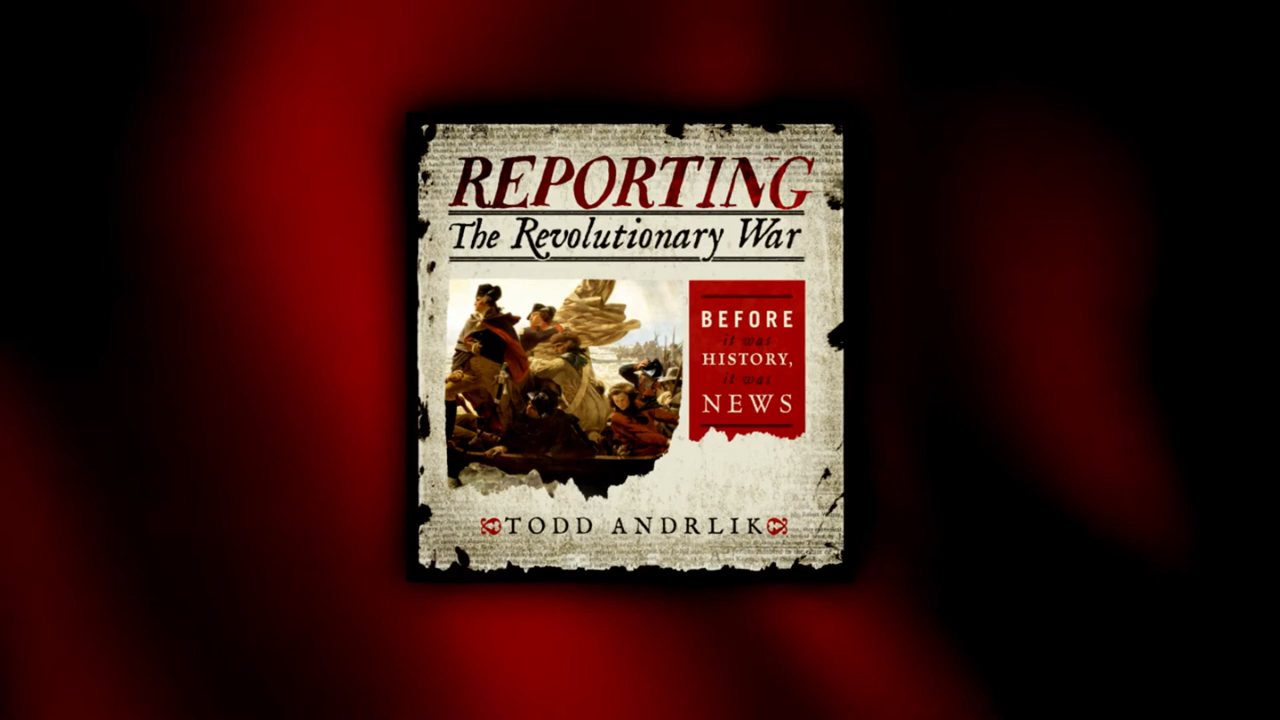 REPORTING
The Revolutionary War
BEFORE
it was
HISTORY,
it was
NEWS
TODD ANDRLIK